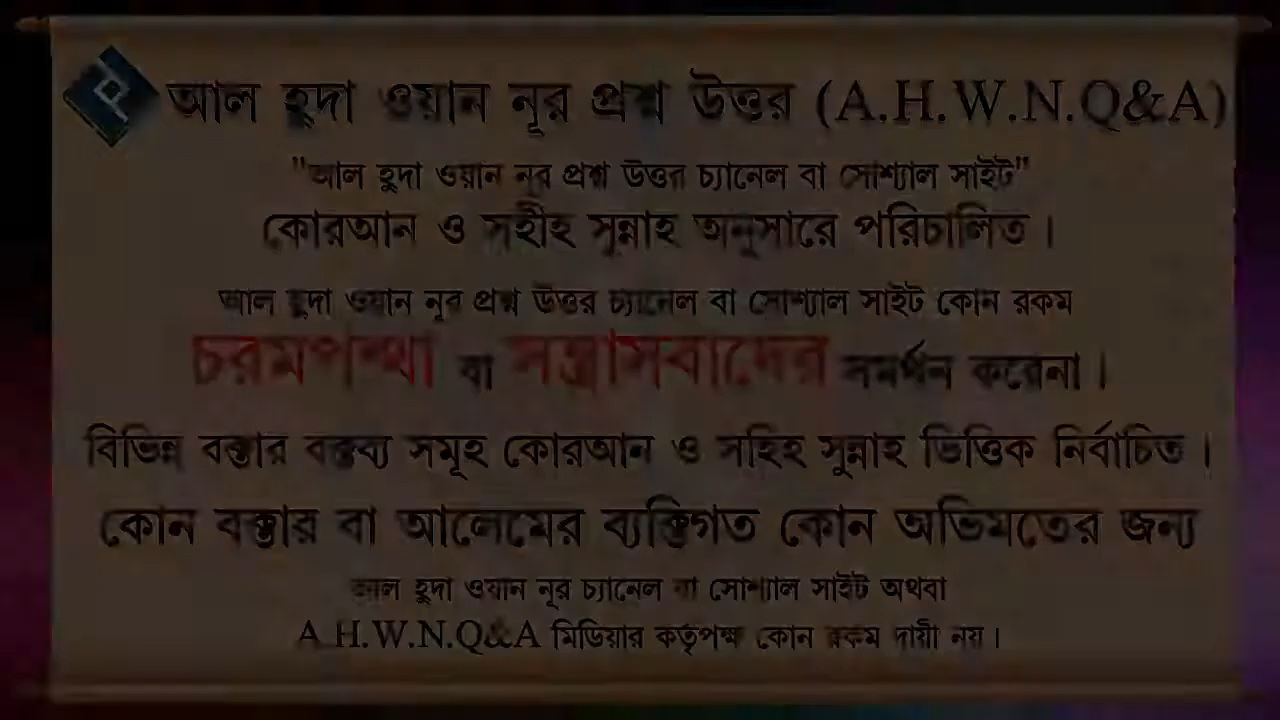 আল হুদা ওয়ান নূর প্রশ্ন উত্তর (A.H.W.N.Q&A)
"আল হুদা ওয়ান নূর প্রশ্ন উত্তর চ্যানেল বা সোশ্যাল সাইট"
কোরআন ও সহীহ সুন্নাহ অনুসারে পরিচালিত ।
আল হুদা ওয়ান নূর প্রশ্ন উত্তর চ্যানেল বা সোশ্যাল সাইট কোন রকম
চরমপন্থা বা সন্ত্রাসবাদের সমর্থন করেনা ।
বিভিন্ন বক্তার বক্তব্য সমূহ কোরআন ও সহিহ সুন্নাহ ভিত্তিক নির্বাচিত ।
কোন বক্তার বা আলেমের ব্যক্তিগত কোন অভিমতের জন্য
আল হুদা ওয়ান নূর চ্যানেল বা সোশ্যাল সাইট অথবা
A.H.W.N.Q&A মিডিয়ার কর্তৃপক্ষ কোন রকম দায়ী নয় ।